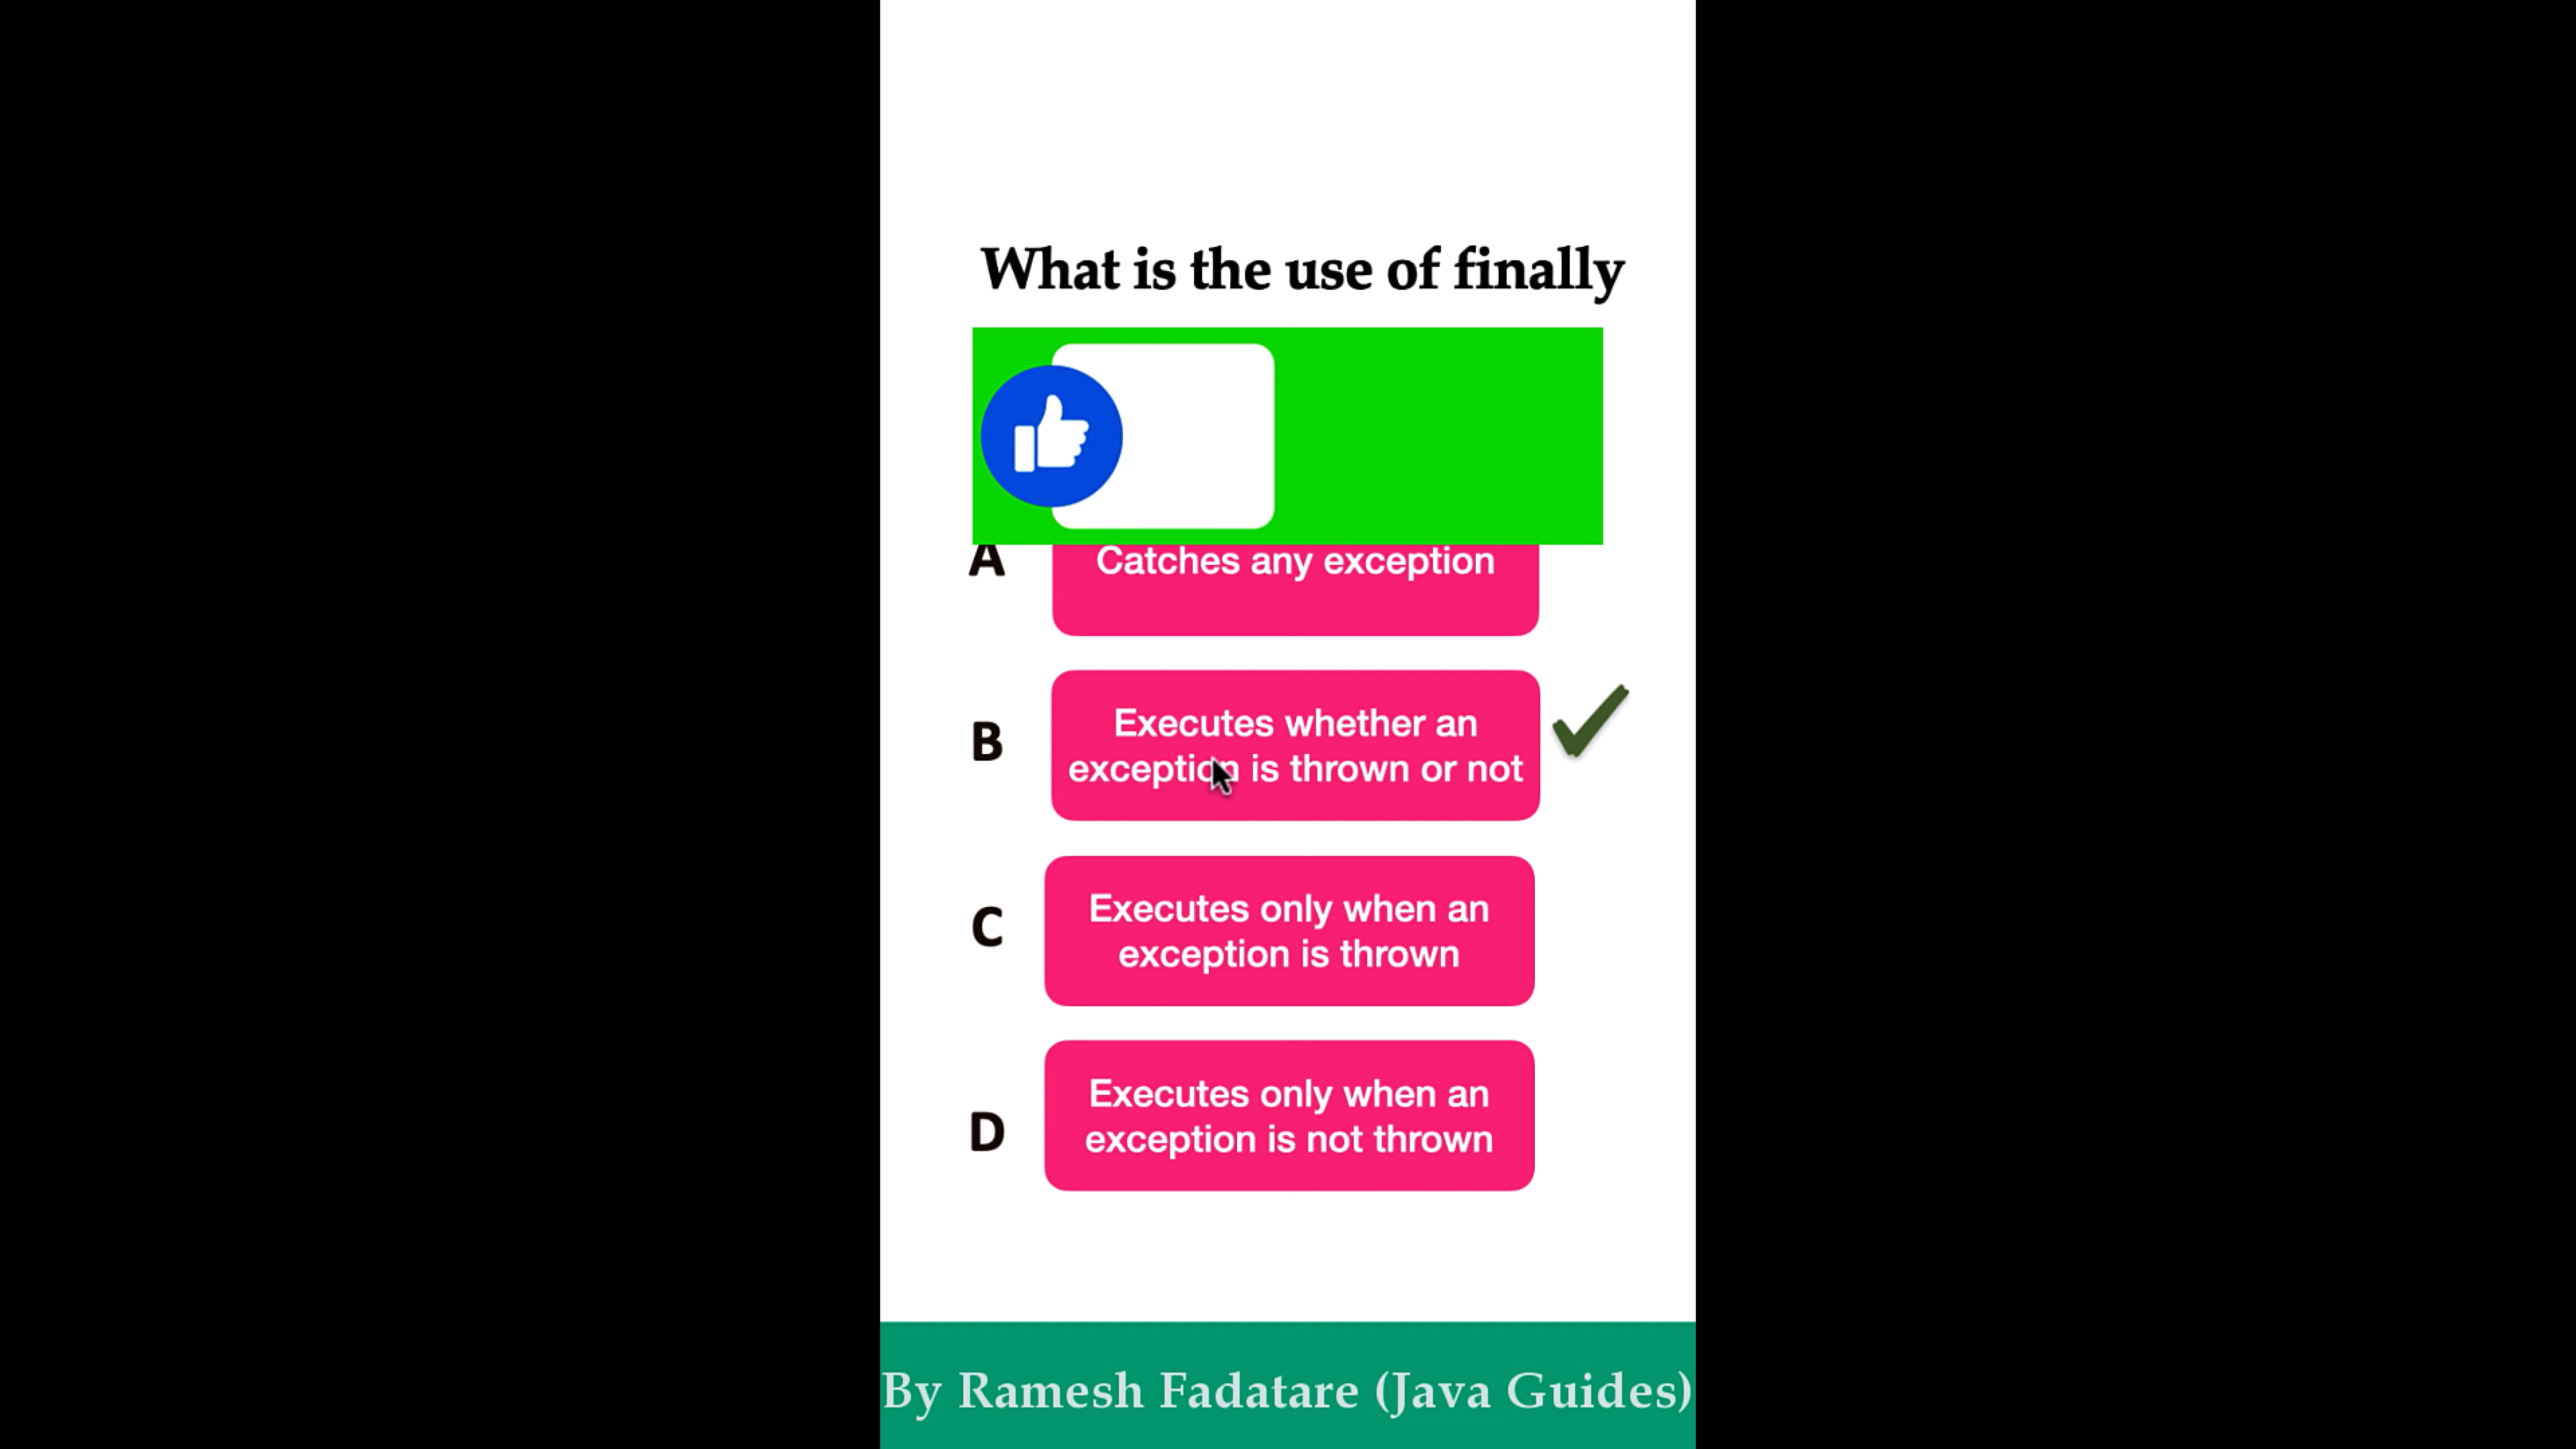 What is the use of finally
A
Catches any exception
B
Executes whether an
exception is thrown or not
C
Executes only when an
exception is thrown
D
Executes only when an
exception is not thrown
By Ramesh Fadatare (Java Guides)